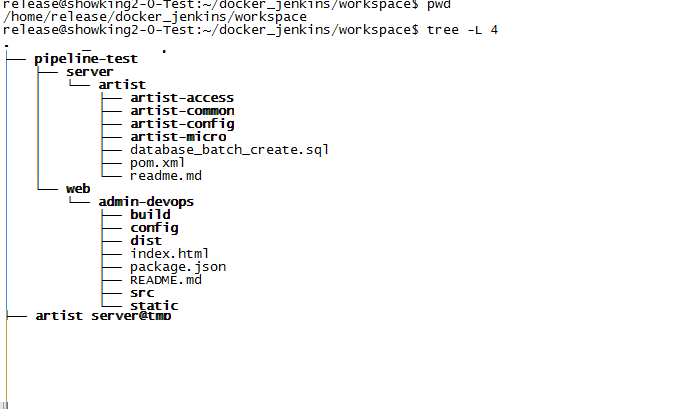 release@showking2-0-Test:~/docker_jenkins/workspace$ pwd
/home/release/docker_jenkins/workspace
release@showking2-0-Test:~/docker_jenkins/workspace$ tree -L 4
.
├── pipeline-test
│   ├── server
│   │   └── artist
│   │       ├── artist-access
│   │       ├── artist-common
│   │       ├── artist-config
│   │       ├── artist-micro
│   │       ├── database_batch_create.sql
│   │       ├── pom.xml
│   │       └── readme.md
│   └── web
│       └── admin-devops
│           ├── build
│           ├── config
│           ├── dist
│           ├── index.html
│           ├── package.json
│           ├── README.md
│           ├── src
│           └── static
├── artist server@tmp